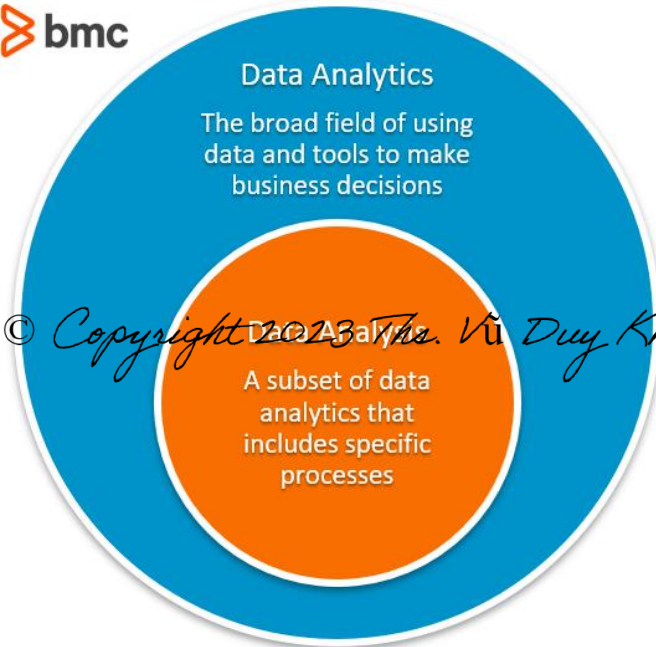 bmc
Data Analytics
The broad field of using
data and tools to make
business decisions
© Copyright 2023 Ths. Vũ Duy
Data Analysis
A subset of data
analytics that
includes specific
processes